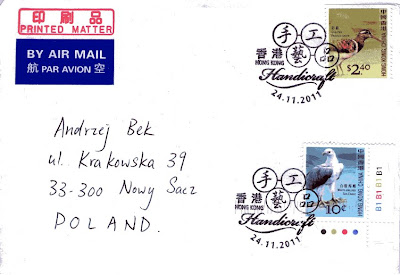 印刷品
PRINTED MATTER
BY AIR MAIL
航 PAR AVION 空
Andrzej Bek
ul. Krakowska 39
33-300 Nowy Sacz
POLAND.
手工
香港藝品
HONG KONG
Handicraft
24.11.2011
$2.40
中國香港
HONG KONG, CHINA
手工
香港藝品
HONG KONG
Handicraft
24.11.2011
10¢
中國香港
HONG KONG, CHINA
B1 B1 B1 B1